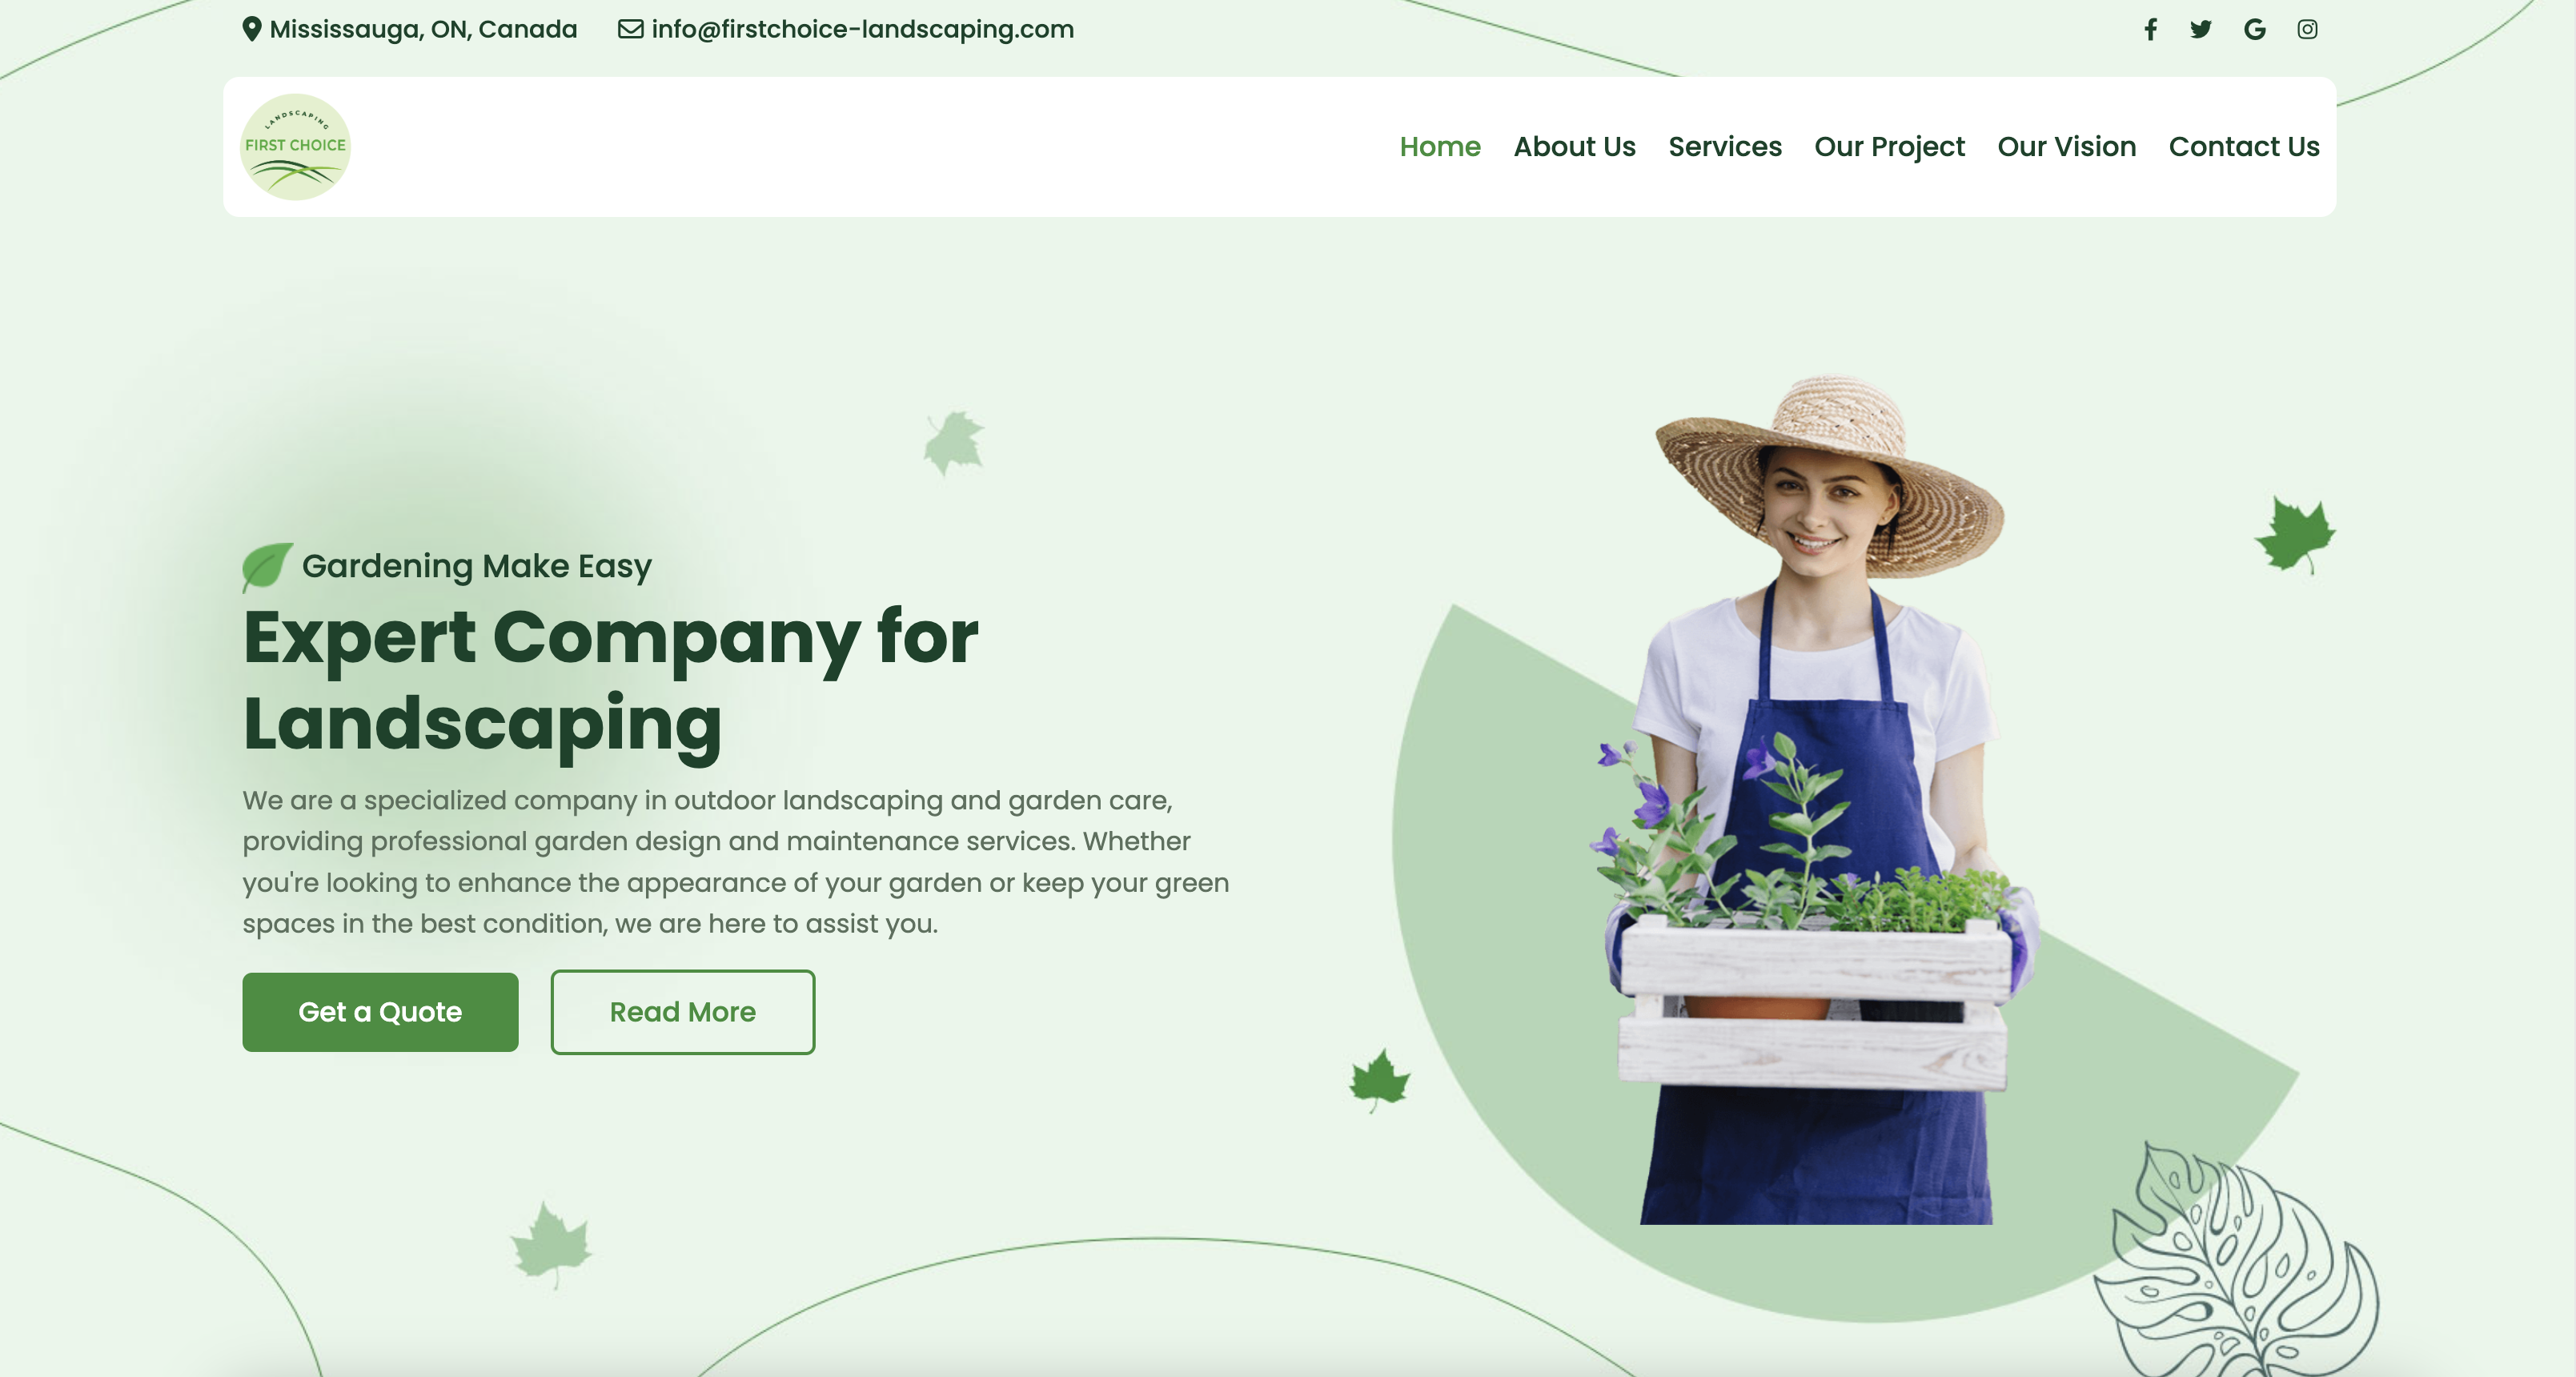 Mississauga, ON, Canada
info@firstchoice-landscaping.com
LANDSCAPING
FIRST CHOICE
Home
About Us
Services
Our Project
Our Vision
Contact Us
Gardening Make Easy
Expert Company for
Landscaping
We are a specialized company in outdoor landscaping and garden care,
providing professional garden design and maintenance services. Whether
you're looking to enhance the appearance of your garden or keep your green
spaces in the best condition, we are here to assist you.
Get a Quote
Read More